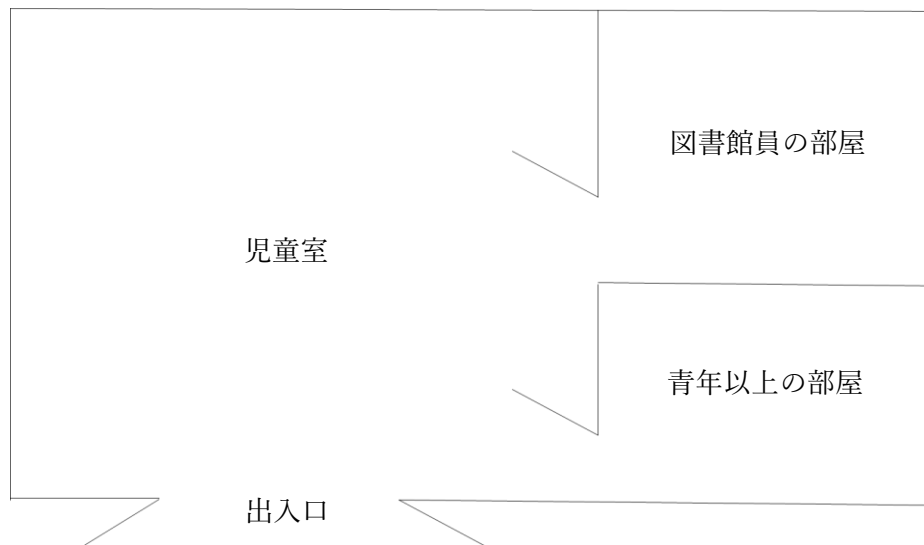 図書館員の部屋
児童室
青年以上の部屋
出入口